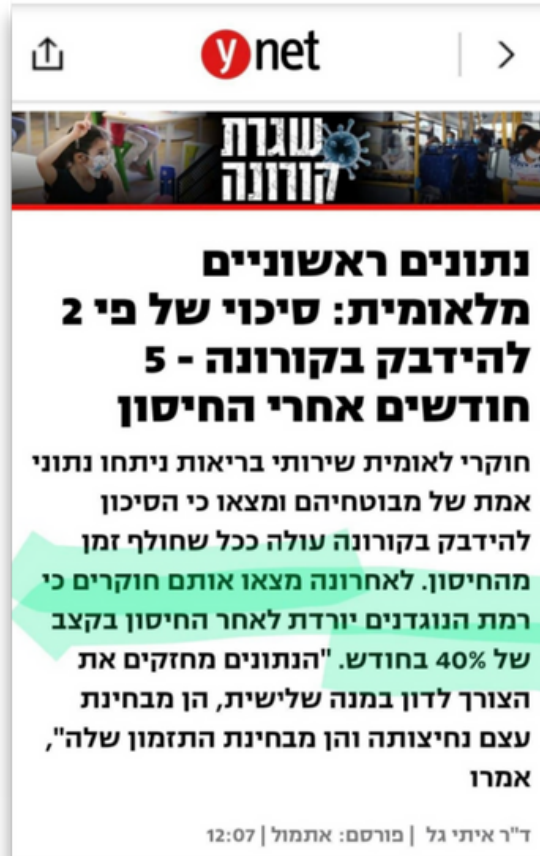 ynet
שגרת
קורונה
נתונים ראשוניים
מלאומית: סיכוי של פי 2
להידבק בקורונה - 5
חודשים אחרי החיסון
חוקרי לאומית שירותי בריאות ניתחו נתוני
אמת של מבוטחיהם ומצאו כי הסיכון
להידבק בקורונה עולה ככל שחולף זמן
מהחיסון. לאחרונה מצאו אותם חוקרים כי
רמת הנוגדנים יורדת לאחר החיסון בקצב
של 40% בחודש. "הנתונים מחזקים את
הצורך לדון במנה שלישית, הן מבחינת
עצם נחיצותה והן מבחינת התזמון שלה",
אמרו
ד"ר איתי גל | פורסם: אתמול | 12:07